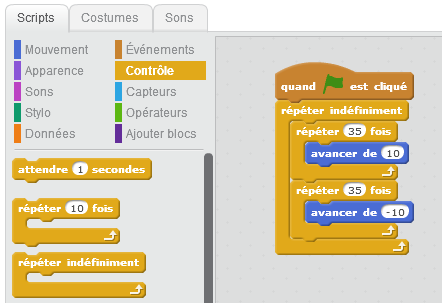 Scripts Costumes Sons
Mouvement Événements
Apparence Contrôle
Sons Capteurs
Stylo Opérateurs
Données Ajouter blocs
attendre 1 secondes
répéter 10 fois
répéter indéfiniment
quand est cliqué
répéter indéfiniment
répéter 35 fois
avancer de 10
répéter 35 fois
avancer de -10